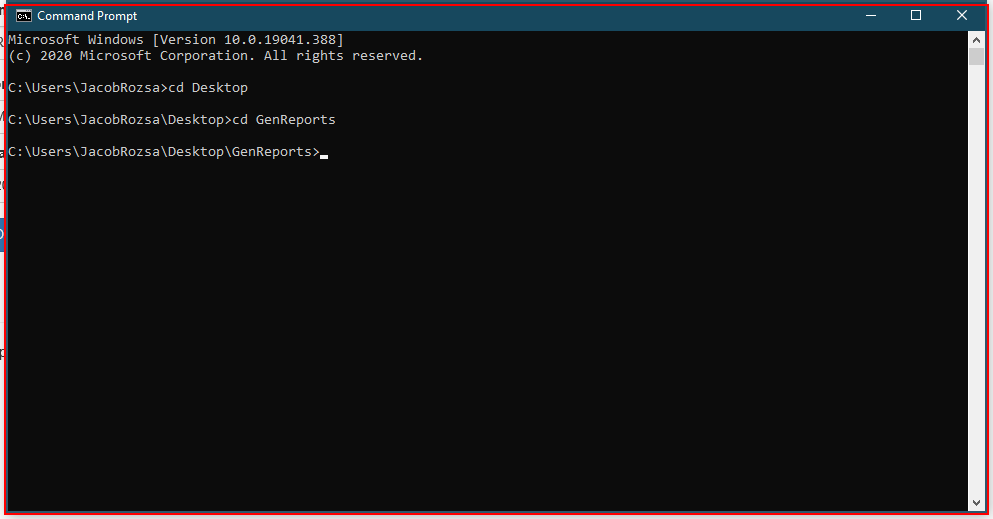 Command Prompt
Microsoft Windows [Version 10.0.19041.388]
(c) 2020 Microsoft Corporation. All rights reserved.
C:\Users\JacobRozsa>cd Desktop
C:\Users\JacobRozsa\Desktop>cd GenReports
C:\Users\JacobRozsa\Desktop\GenReports>